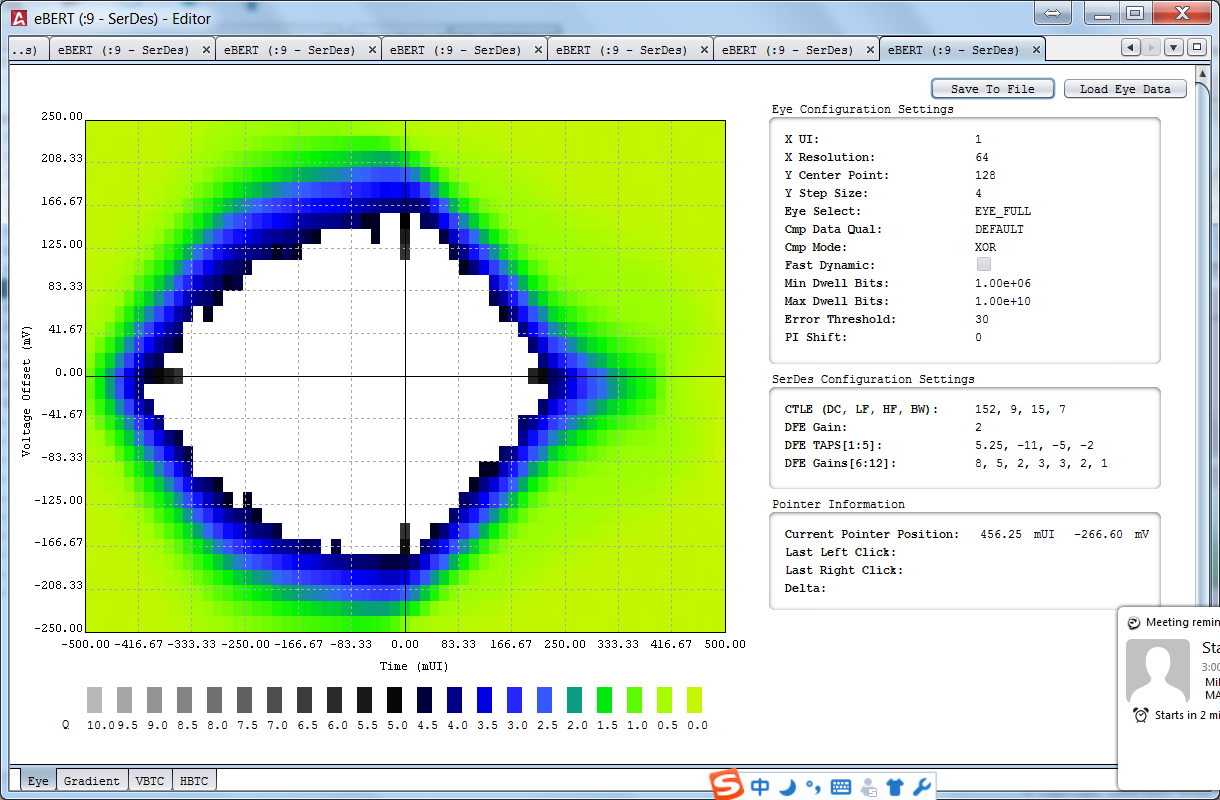 eBERT (:9 - SerDes) - Editor
..s) eBERT (:9 - SerDes) eBERT (:9 - SerDes) eBERT (:9 - SerDes) eBERT (:9 - SerDes) eBERT (:9 - SerDes) eBERT (:9 - SerDes)
Save To File Load Eye Data
Eye Configuration Settings
X UI: 1
X Resolution: 64
Y Center Point: 128
Y Step Size: 4
Eye Select: EYE_FULL
Cmp Data Qual: DEFAULT
Cmp Mode: XOR
Fast Dynamic:
Min Dwell Bits: 1.00e+06
Max Dwell Bits: 1.00e+10
Error Threshold: 30
PI Shift: 0
SerDes Configuration Settings
CTLE (DC, LF, HF, BW): 152, 9, 15, 7
DFE Gain: 2
DFE TAPS[1:5]: 5.25, -11, -5, -2
DFE Gains[6:12]: 8, 5, 2, 3, 3, 2, 1
Pointer Information
Current Pointer Position: 456.25 mUI -266.60 mV
Last Left Click:
Last Right Click:
Delta:
250.00
208.33
166.67
125.00
83.33
41.67
0.00
-41.67
-83.33
-125.00
-166.67
-208.33
-250.00
Voltage Offset (mV)
-500.00 -416.67 -333.33 -250.00 -166.67 -83.33 0.00 83.33 166.67 250.00 333.33 416.67 500.00
Time (mUI)
Q 10.0 9.5 9.0 8.5 8.0 7.5 7.0 6.5 6.0 5.5 5.0 4.5 4.0 3.5 3.0 2.5 2.0 1.5 1.0 0.5 0.0
Eye Gradient VBTC HBTC
Meeting remin
Sta
3:00
Mil
MA
Starts in 2 mi
中